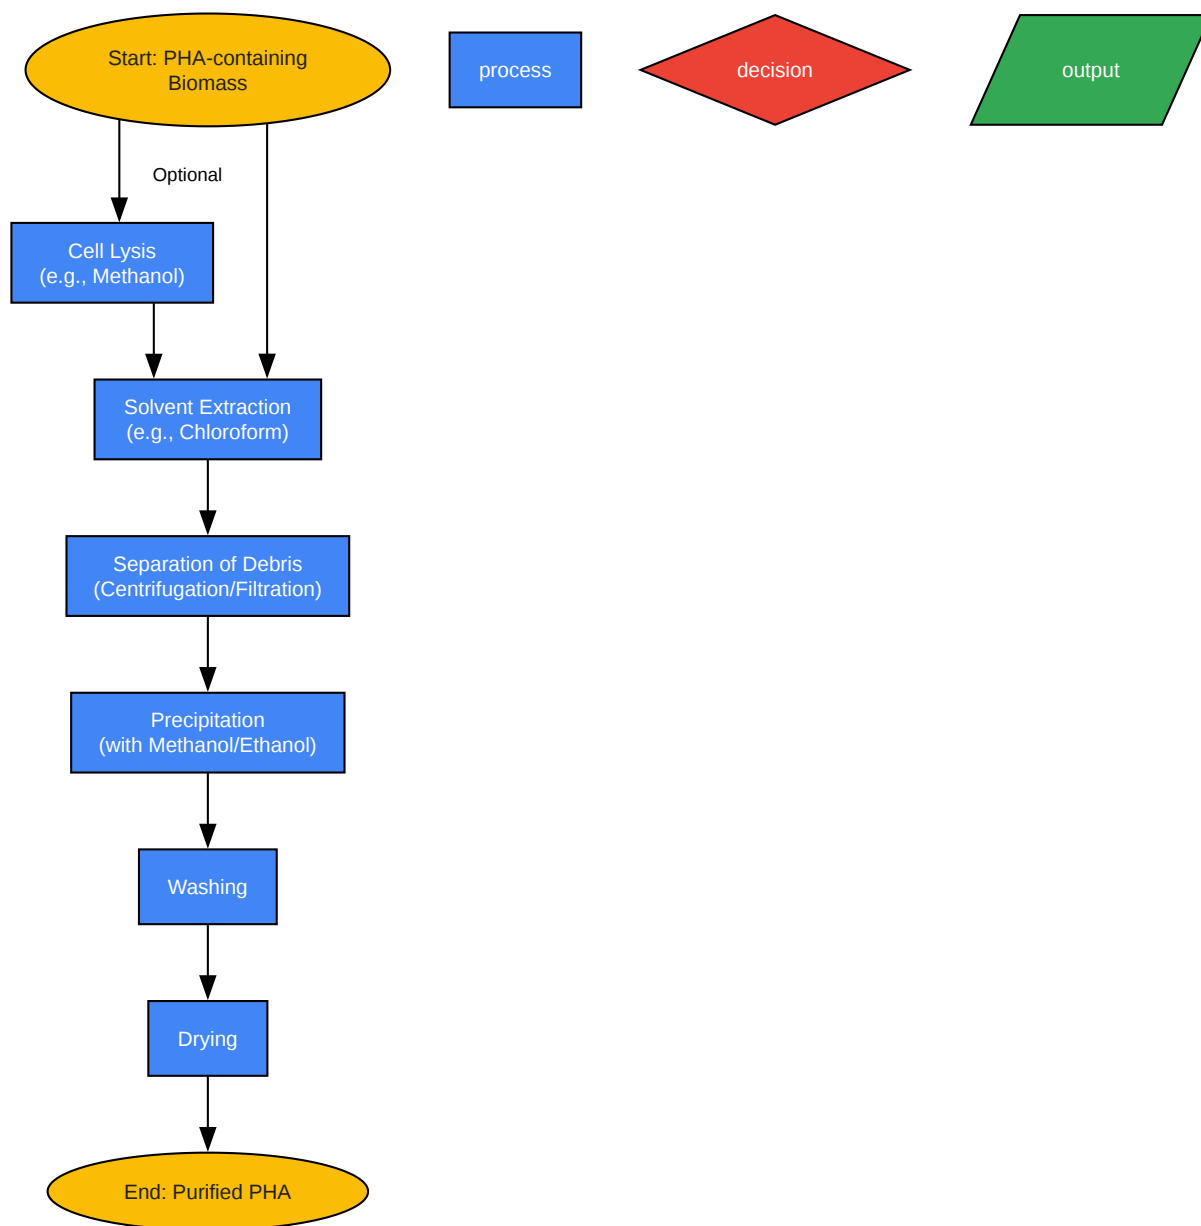 Start: PHA-containing
Biomass
process
decision
output
Optional
Cell Lysis
(e.g., Methanol)
Solvent Extraction
(e.g., Chloroform)
Separation of Debris
(Centrifugation/Filtration)
Precipitation
(with Methanol/Ethanol)
Washing
Drying
End: Purified PHA